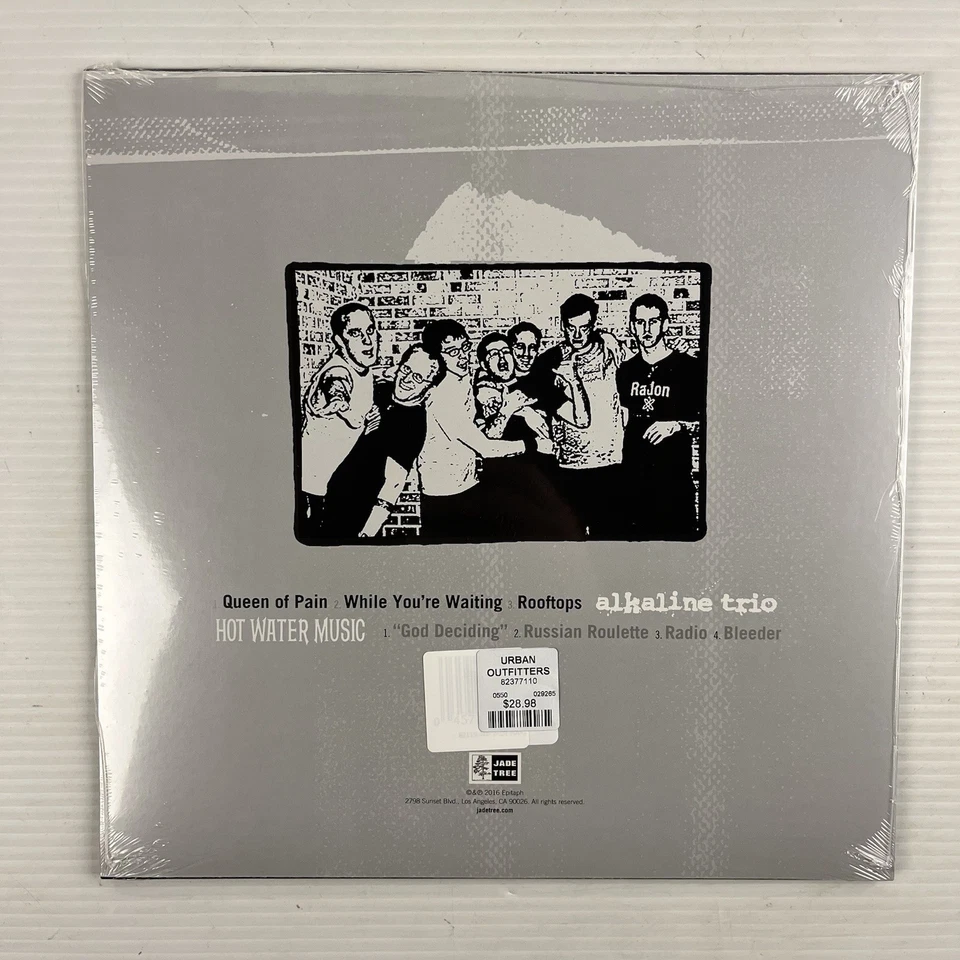 RaJon
1. Queen of Pain 2. While You're Waiting 3. Rooftops alkaline trio
HOT WATER MUSIC 1. "God Deciding" 2. Russian Roulette 3. Radio 4. Bleeder
URBAN
OUTFITTERS
82377110
0550 029265
$28.98
JADE
TREE
©&℗ 2016 Epitaph
2798 Sunset Blvd., Los Angeles, CA 90026. All rights reserved.
jadetree.com